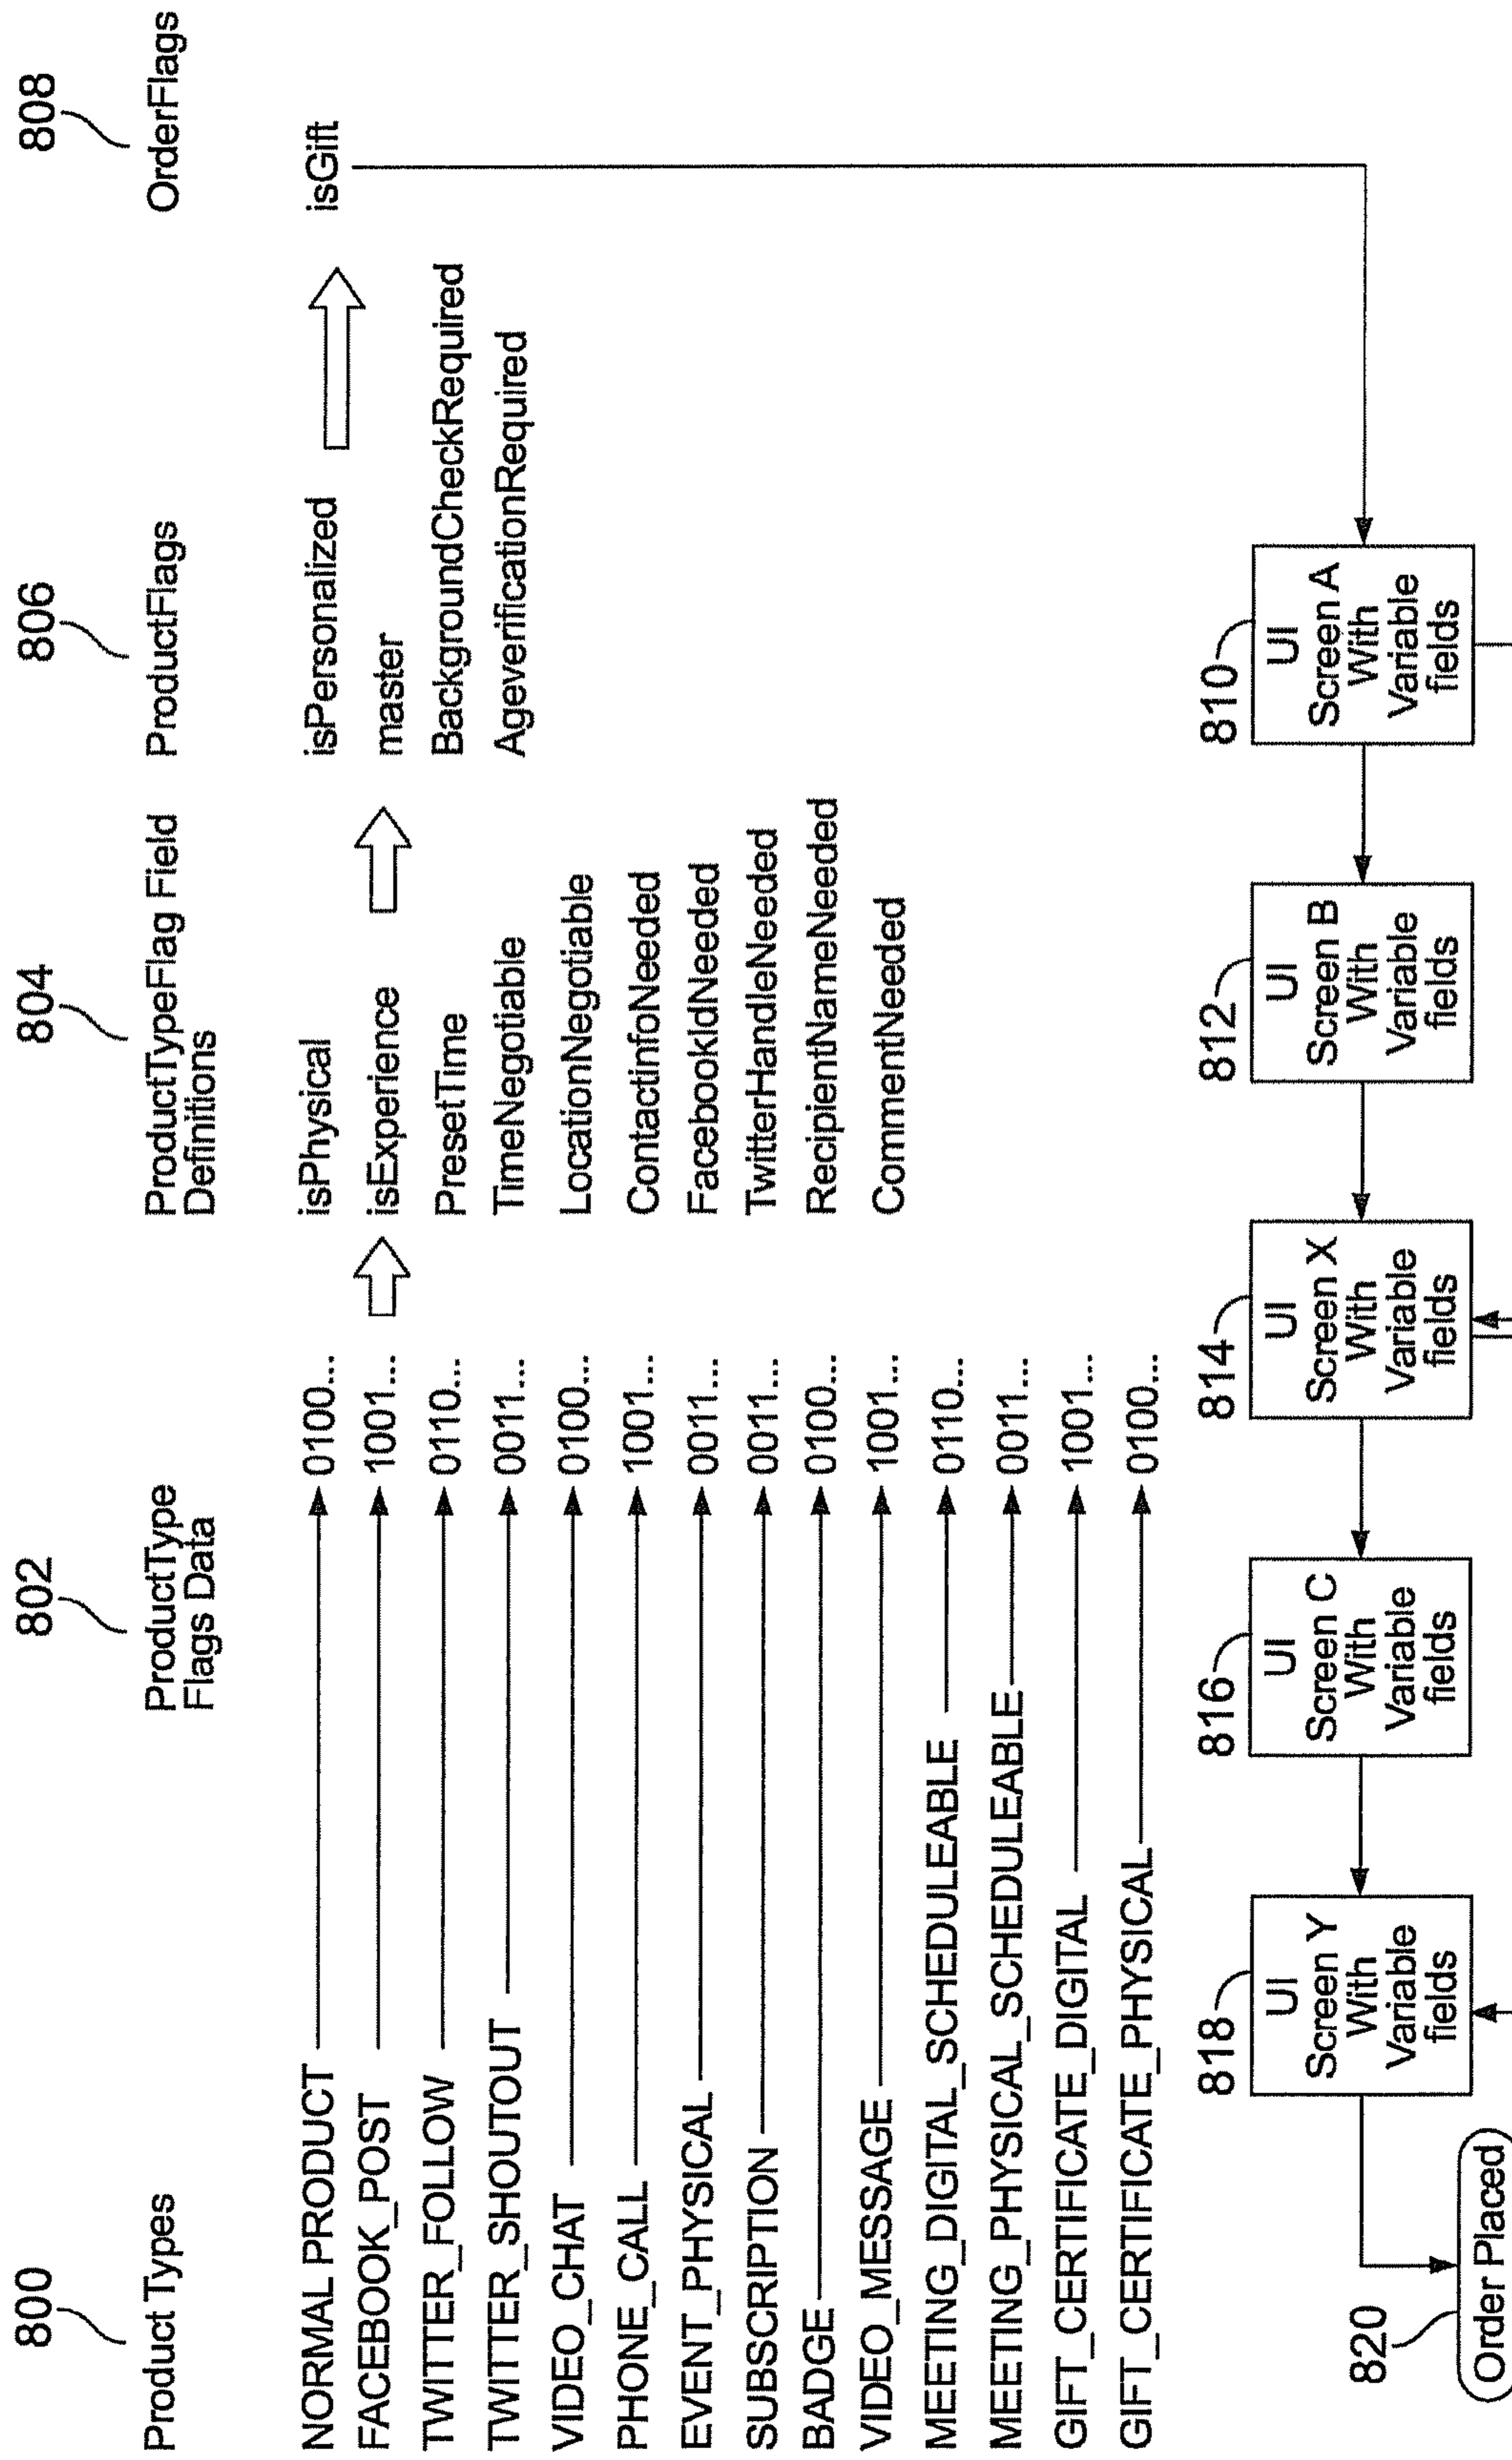 800
Product Types
NORMAL PRODUCT
FACEBOOK_POST
TWITTER_FOLLOW
TWITTER_SHOUTOUT
VIDEO_CHAT
PHONE_CALL
EVENT_PHYSICAL
SUBSCRIPTION
BADGE
VIDEO_MESSAGE
MEETING_DIGITAL_SCHEDULEABLE
MEETING_PHYSICAL_SCHEDULEABLE
GIFT_CERTIFICATE_DIGITAL
GIFT_CERTIFICATE_PHYSICAL
802
ProductType
Flags Data
0100...
1001...
0110...
0011...
0100...
1001...
0011...
0011...
0100...
1001...
0110...
0011...
1001...
0100...
804
ProductTypeFlag Field
Definitions
isPhysical
isExperience
PresetTime
TimeNegotiable
LocationNegotiable
ContactinfoNeeded
FacebookIdNeeded
TwitterHandleNeeded
RecipientNameNeeded
CommentNeeded
806
ProductFlags
isPersonalized
master
BackgroundCheckRequired
AgeverificationRequired
808
OrderFlags
isGift
810
UI
Screen A
With
Variable
fields
812
UI
Screen B
With
Variable
fields
814
UI
Screen X
With
Variable
fields
816
UI
Screen C
With
Variable
fields
818
UI
Screen Y
With
Variable
fields
820
Order Placed